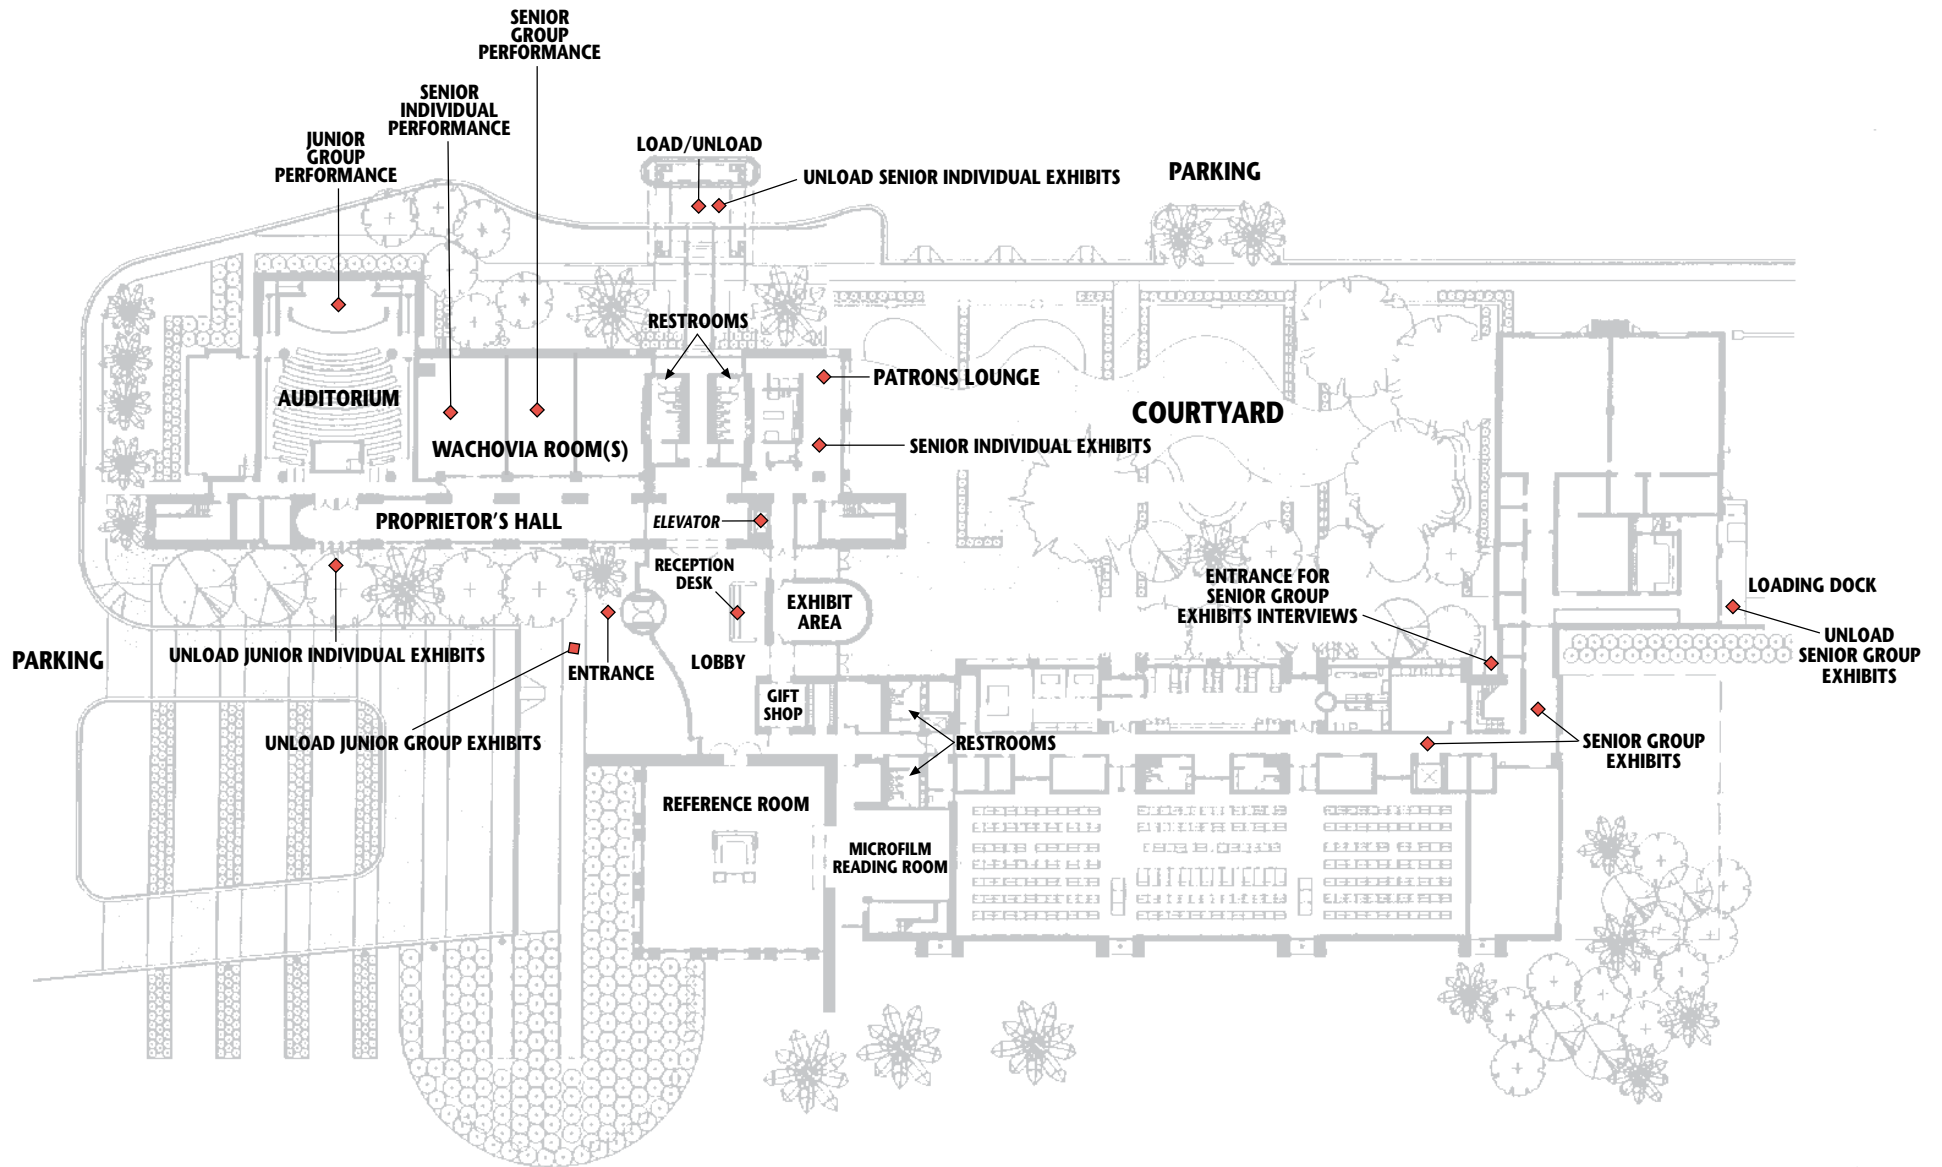 SENIOR
GROUP
PERFORMANCE
SENIOR
INDIVIDUAL
PERFORMANCE
JUNIOR
GROUP
PERFORMANCE
LOAD/UNLOAD
UNLOAD SENIOR INDIVIDUAL EXHIBITS
PARKING
RESTROOMS
PATRONS LOUNGE
AUDITORIUM
COURTYARD
WACHOVIA ROOM(S)
SENIOR INDIVIDUAL EXHIBITS
PROPRIETOR'S HALL
ELEVATOR
RECEPTION
DESK
EXHIBIT
AREA
ENTRANCE FOR
SENIOR GROUP
EXHIBITS INTERVIEWS
LOADING DOCK
UNLOAD
SENIOR GROUP
EXHIBITS
PARKING
UNLOAD JUNIOR INDIVIDUAL EXHIBITS
ENTRANCE
LOBBY
GIFT
SHOP
UNLOAD JUNIOR GROUP EXHIBITS
RESTROOMS
SENIOR GROUP
EXHIBITS
REFERENCE ROOM
MICROFILM
READING ROOM